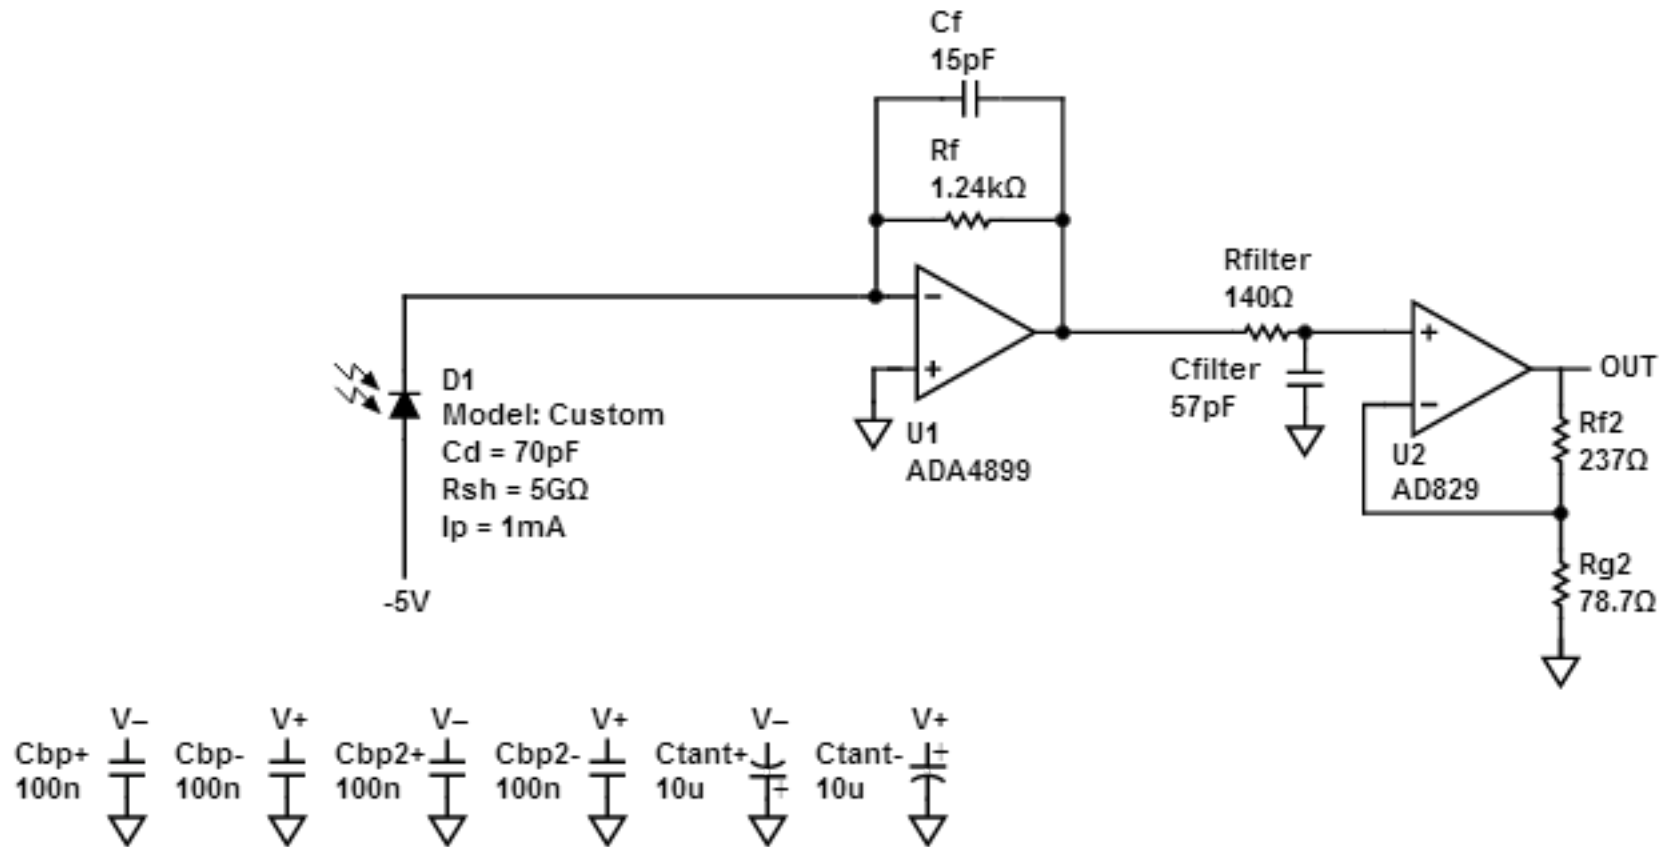 Cf
15pF
Rf
1.24kΩ
Rfilter
140Ω
Cfilter
57pF
D1
Model: Custom
Cd = 70pF
Rsh = 5GΩ
Ip = 1mA
-5V
−
+
U1
ADA4899
+
−
U2
AD829
OUT
Rf2
237Ω
Rg2
78.7Ω
V−
Cbp+
100n
V+
Cbp-
100n
V−
Cbp2+
100n
V+
Cbp2-
100n
V−
Ctant+
10u
+
V+
Ctant-
10u
+